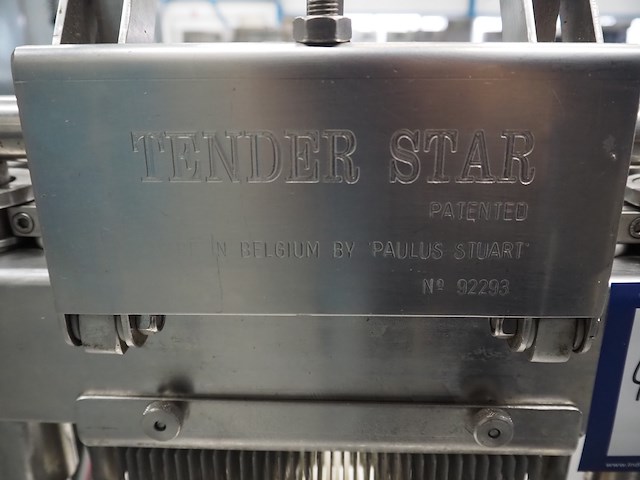 TENDER STAR
PATENTED
IN BELGIUM BY "PAULUS STUART"
Nº 92293